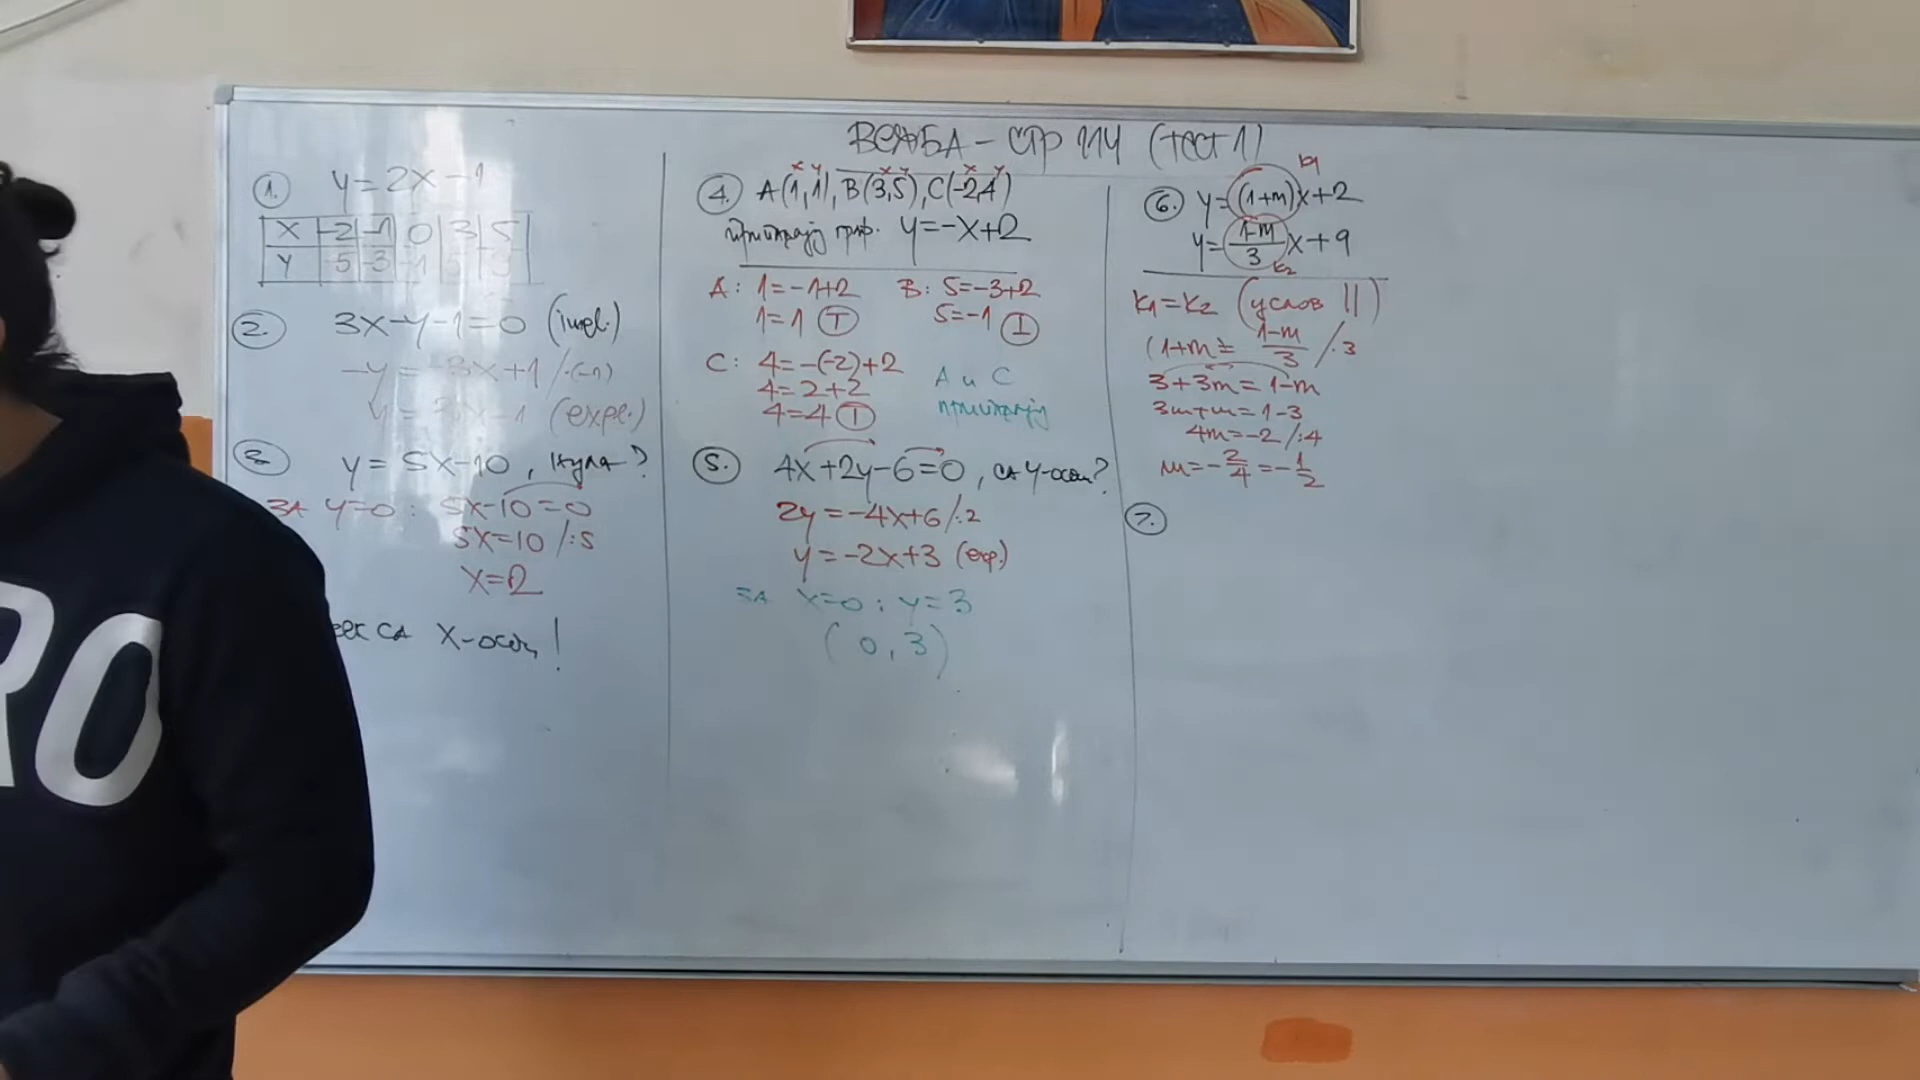 ВЕЖБА – СТР 114 (тест 1)
1. y=2x-1
x -2 -1 0 3 5
y -5 -3 -1 5
2. 3x-y-1=0 (impl.)
-y=-3x+1 /·(-1)
y=3x-1 (expl.)
3. y=5x-10, нула?
ЗА y=0: 5x-10=0
5x=10 /:5
x=2
СА x-осом!
4. A(1,1), B(3,5), C(-2,4)
x y x y x y
припадају граф. y=-x+2
A: 1=-1+2
1=1 T
B: 5=-3+2
5=-1 ⊥
C: 4=-(-2)+2
4=2+2
4=4 T
A и C
припадају
5. 4x+2y-6=0, са y-осом?
2y=-4x+6 /:2
y=-2x+3 (exp.)
ЗА x=0: y=3
(0,3)
6. y=(1+m)x+2
k1
y=1-m/3 x+9
k2
k1=k2 (услов ||)
(1+m=1-m/3 /·3
3+3m=1-m
3m+m=1-3
4m=-2 /:4
m=-2/4=-1/2
7.
RO